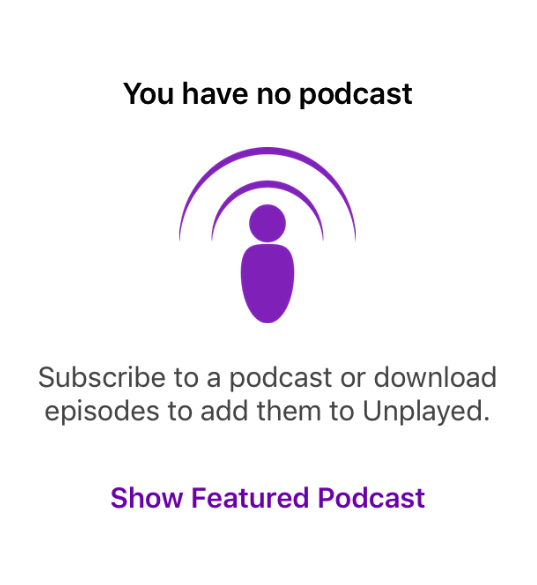 You have no podcast
Subscribe to a podcast or download
episodes to add them to Unplayed.
Show Featured Podcast